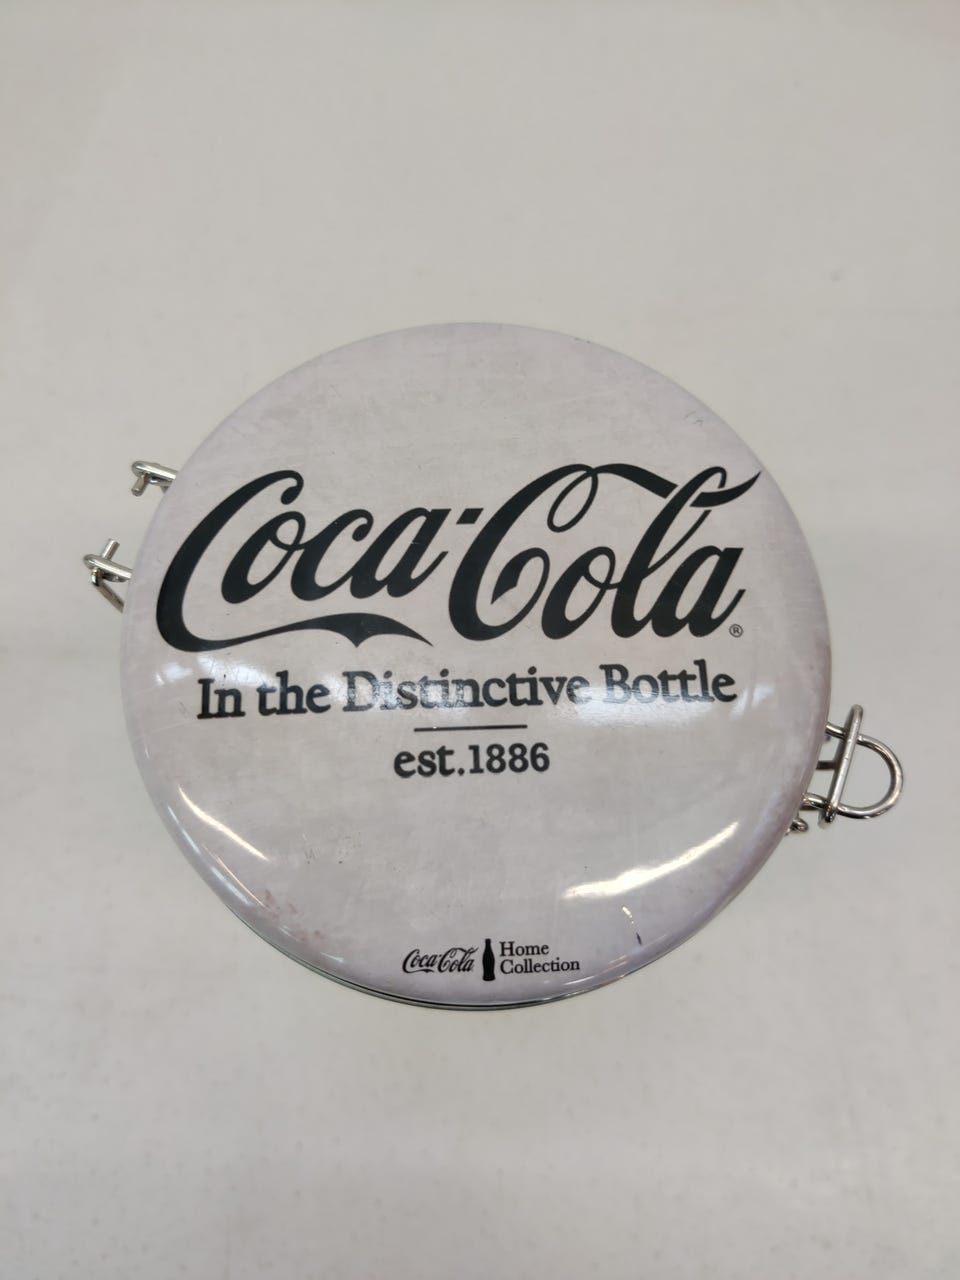 Coca-Cola®
In the Distinctive Bottle
est.1886
Coca-Cola Home
Collection